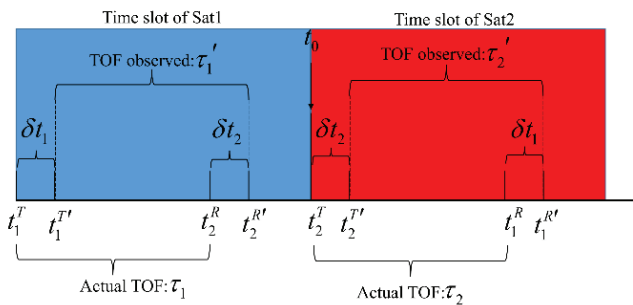 Time slot of Sat1 Time slot of Sat2
t₀
TOF observed:τ₁′ TOF observed:τ₂′
δt₁ δt₂ δt₂ δt₁
t₁ᵀ t₁ᵀ′ t₂ᴿ t₂ᴿ′ t₂ᵀ t₂ᵀ′ t₁ᴿ t₁ᴿ′
Actual TOF:τ₁ Actual TOF:τ₂